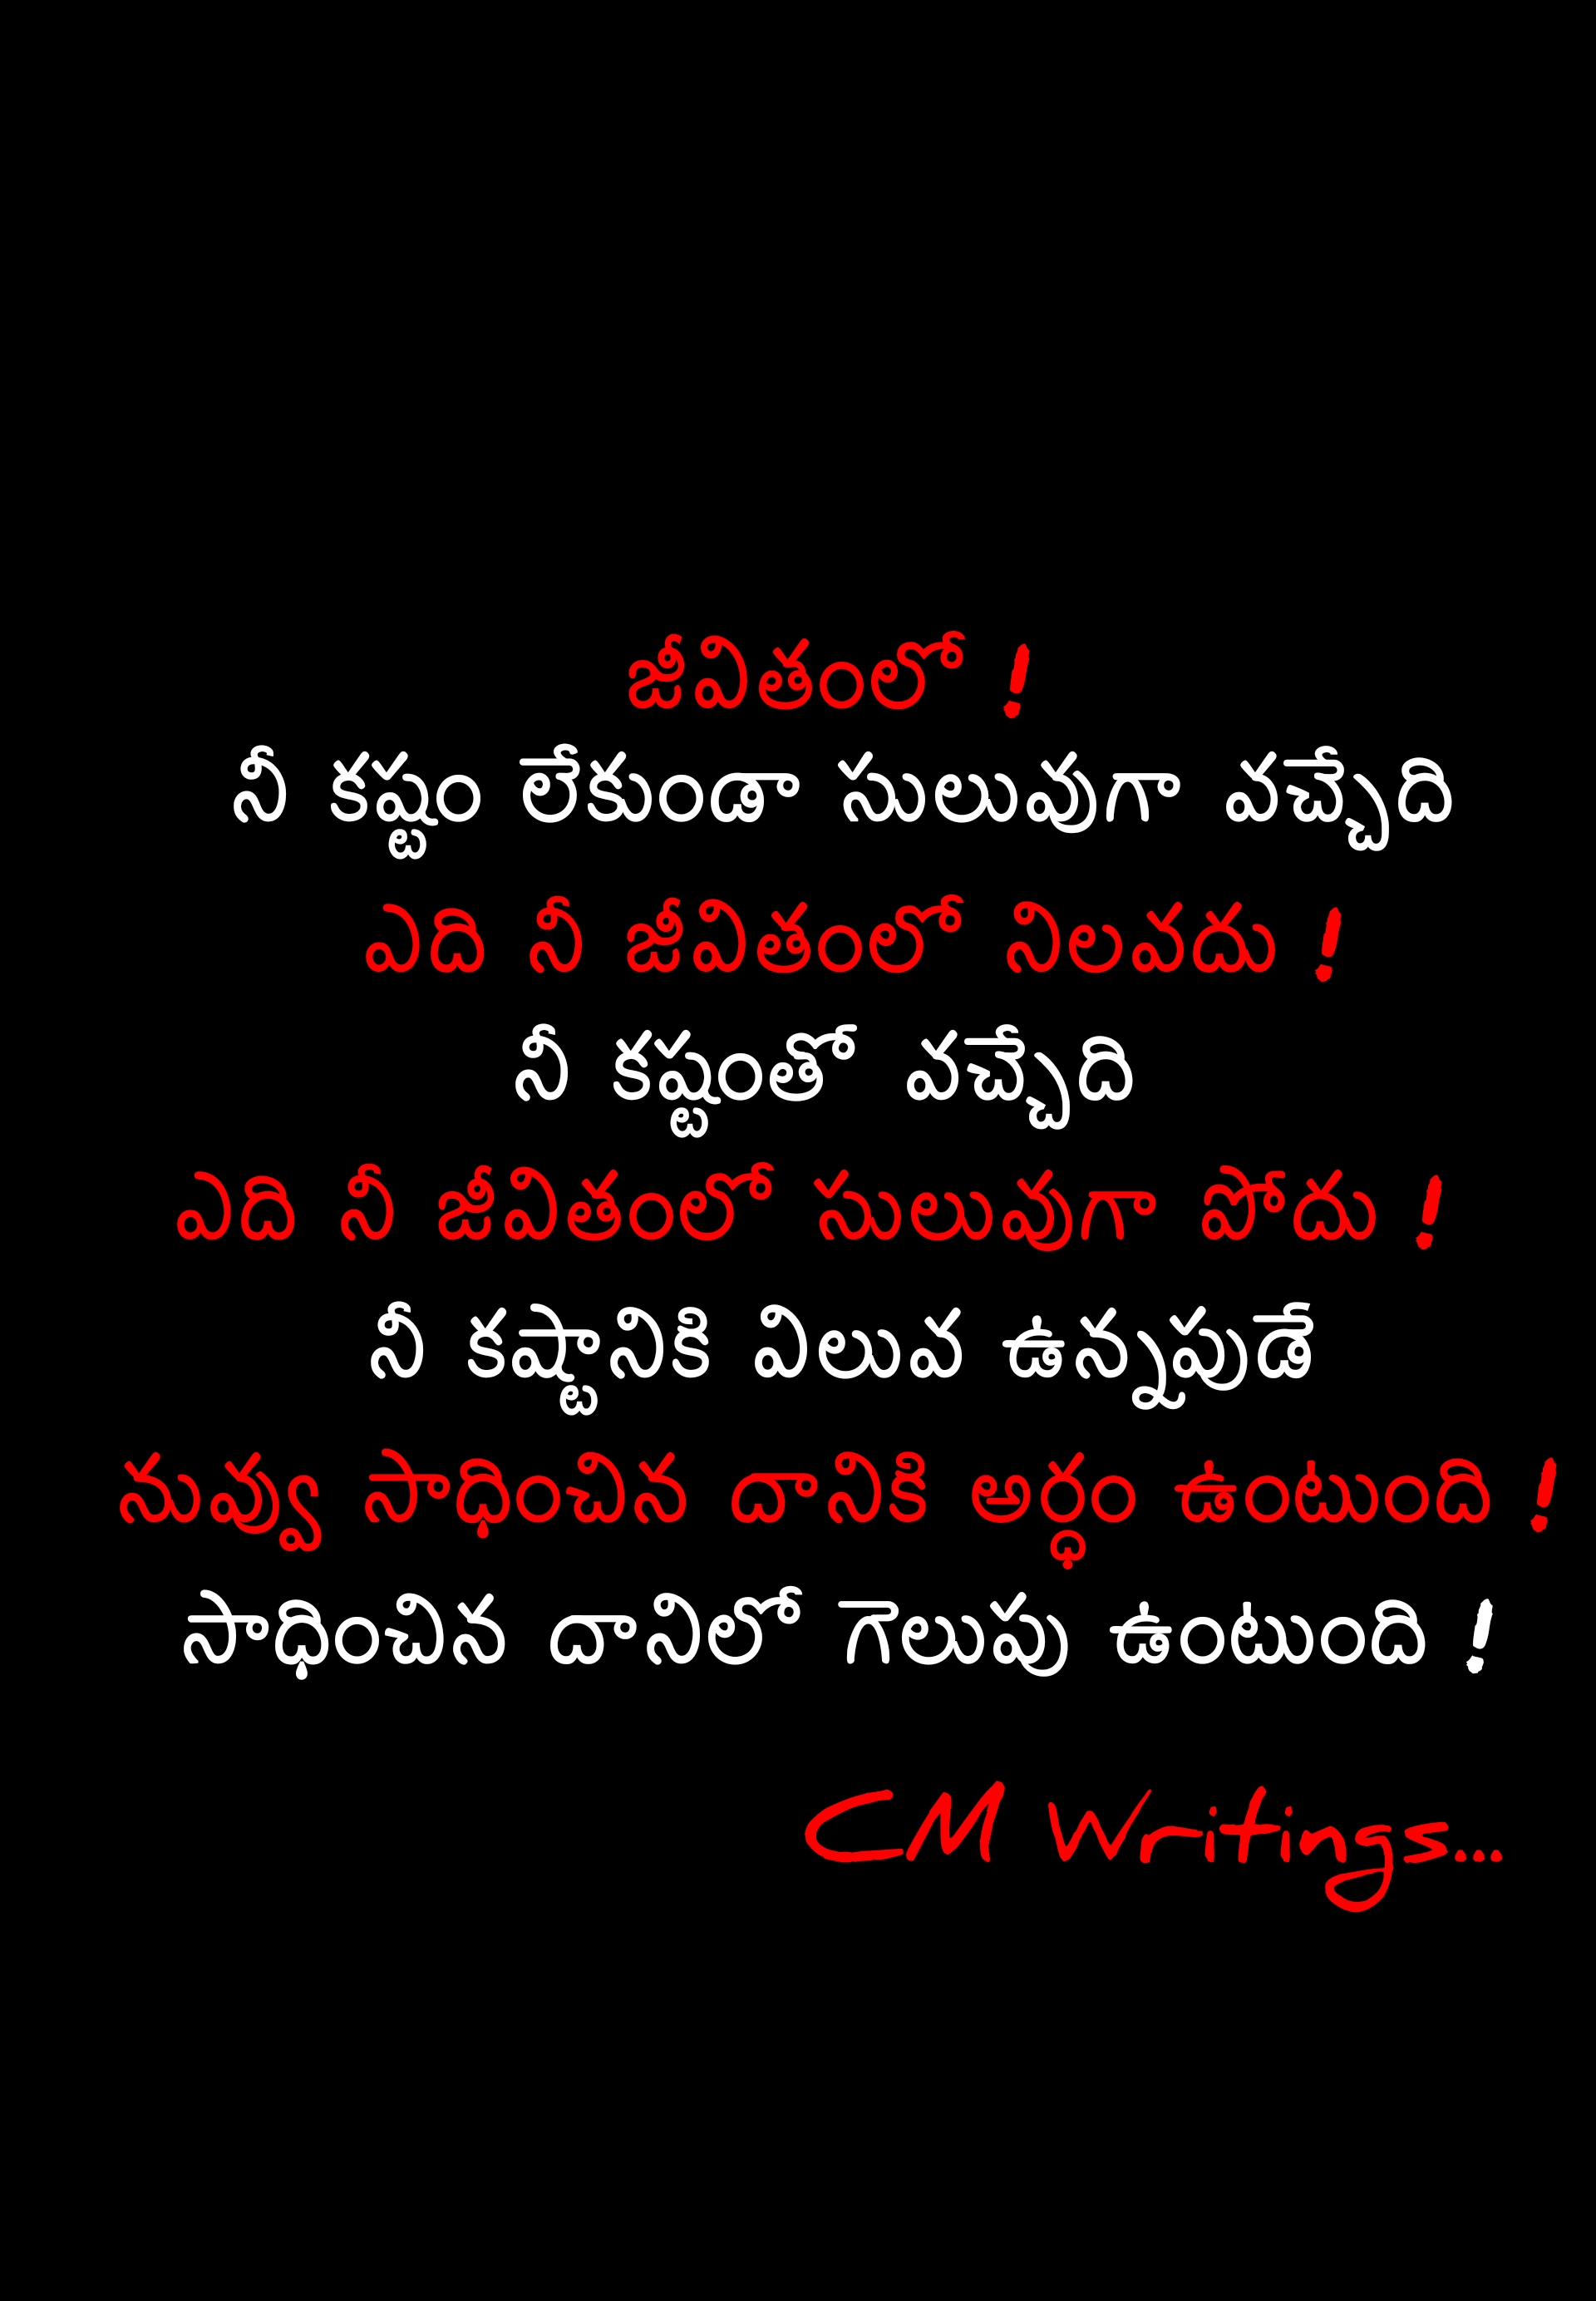 జీవితంలో !
నీ కష్టం లేకుండా సులువుగా వచ్చేది
ఎది నీ జీవితంలో నిలవదు !
నీ కష్టంతో వచ్చేది
ఎది నీ జీవితంలో సులువుగా పోదు !
నీ కష్టానికి విలువ ఉన్నపుడే
నువ్వు సాధించిన దానికి అర్ధం ఉంటుంది !
సాధించిన దానిలో గెలుపు ఉంటుంది !
CM Writings...